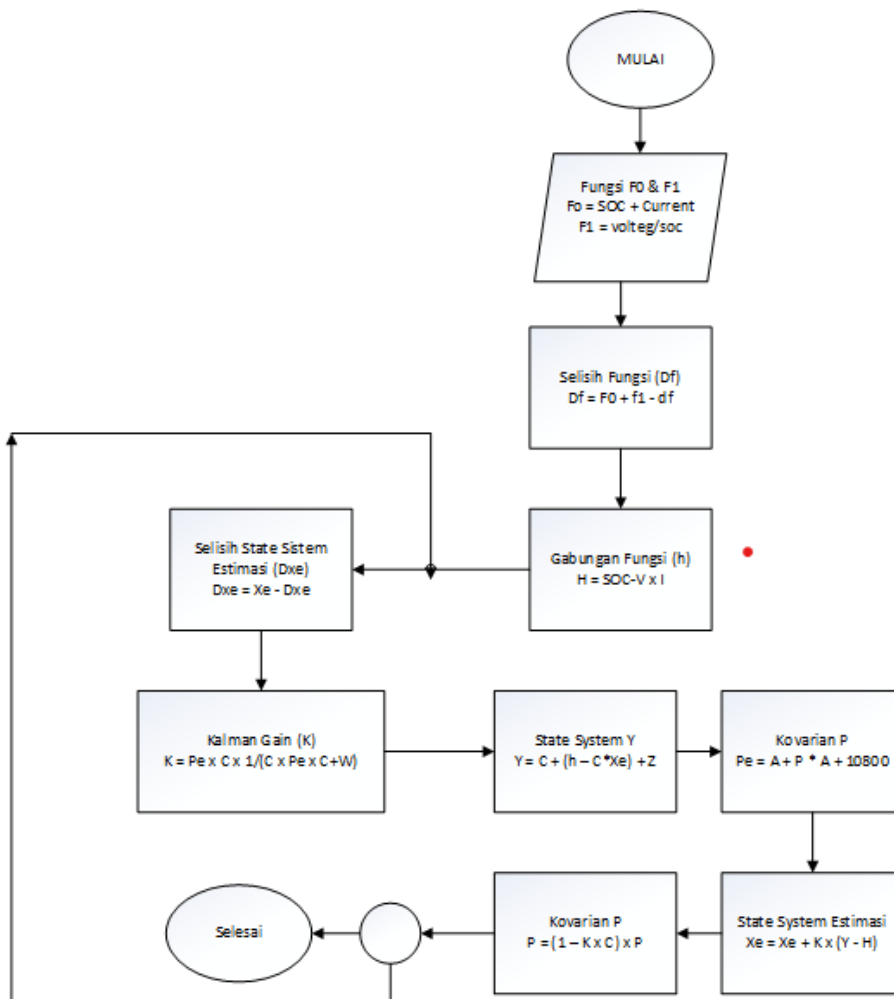 MULAI
Fungsi F0 & F1
Fo = SOC + Current
F1 = volteg/soc
Selisih Fungsi (Df)
Df = F0 + f1 - df
Gabungan Fungsi (h)
H = SOC-V x I
Selisih State Sistem
Estimasi (Dxe)
Dxe = Xe - Dxe
Kalman Gain (K)
K = Pe x C x 1/(C x Pe x C+W)
State System Y
Y = C + (h – C*Xe) +Z
Kovarian P
Pe = A + P * A + 10800
State System Estimasi
Xe = Xe + K x (Y - H)
Kovarian P
P = (1 – K x C) x P
Selesai